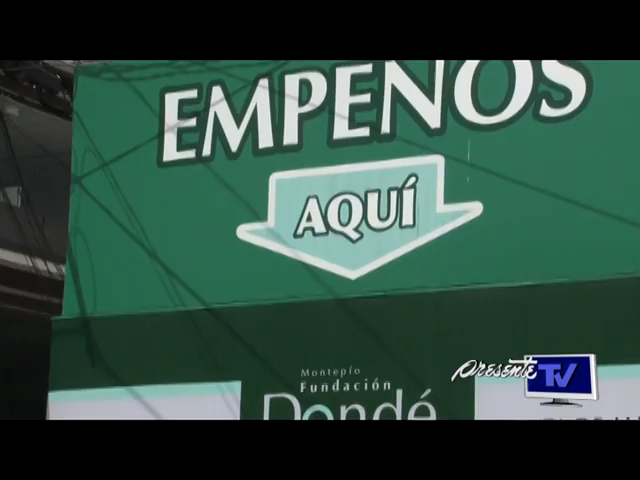 EMPEÑOS
AQUÍ
Montepío
Fundación
Dondé
presente TV